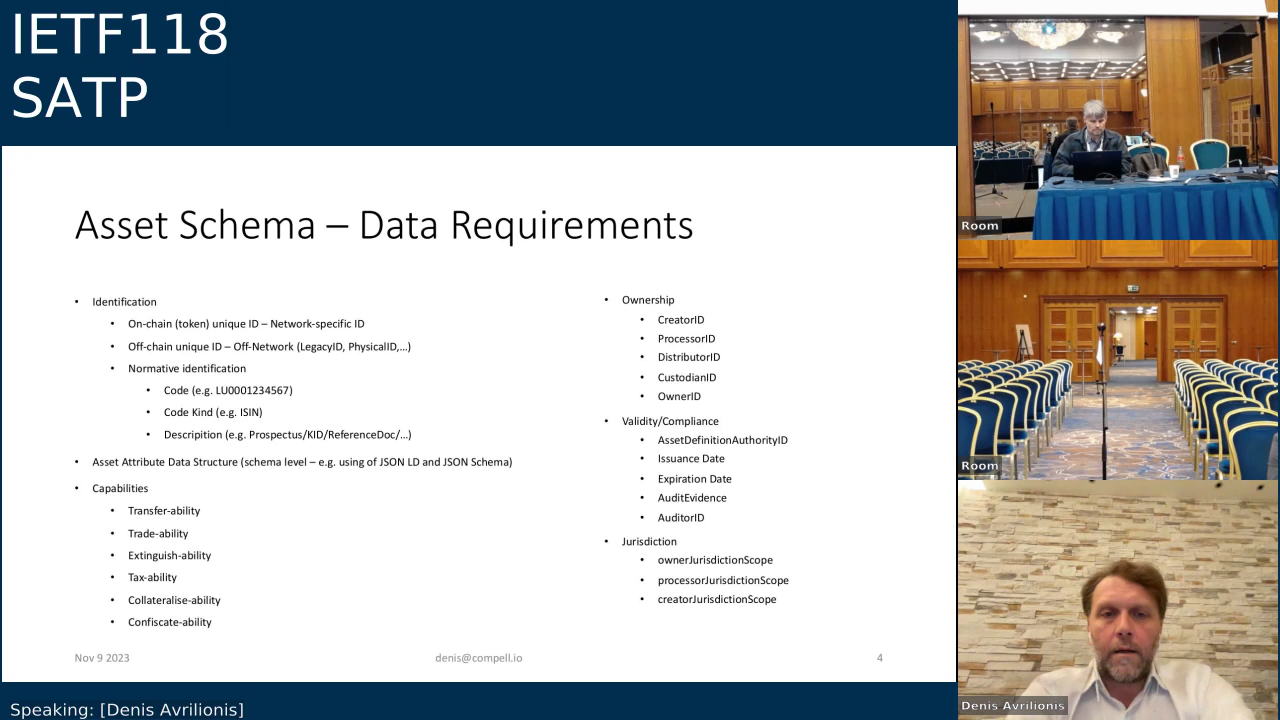 IETF118
SATP
Asset Schema – Data Requirements
• Identification
• On-chain (token) unique ID – Network-specific ID
• Off-chain unique ID – Off-Network (LegacyID, PhysicalID,...)
• Normative identification
• Code (e.g. LU0001234567)
• Code Kind (e.g. ISIN)
• Descripition (e.g. Prospectus/KID/ReferenceDoc/...)
• Asset Attribute Data Structure (schema level – e.g. using of JSON LD and JSON Schema)
• Capabilities
• Transfer-ability
• Trade-ability
• Extinguish-ability
• Tax-ability
• Collateralise-ability
• Confiscate-ability
• Ownership
• CreatorID
• ProcessorID
• DistributorID
• CustodianID
• OwnerID
• Validity/Compliance
• AssetDefinitionAuthorityID
• Issuance Date
• Expiration Date
• AuditEvidence
• AuditorID
• Jurisdiction
• ownerJurisdictionScope
• processorJurisdictionScope
• creatorJurisdictionScope
Nov 9 2023
denis@compell.io
4
Speaking: [Denis Avrilionis]
Room
Room
Denis Avrilionis